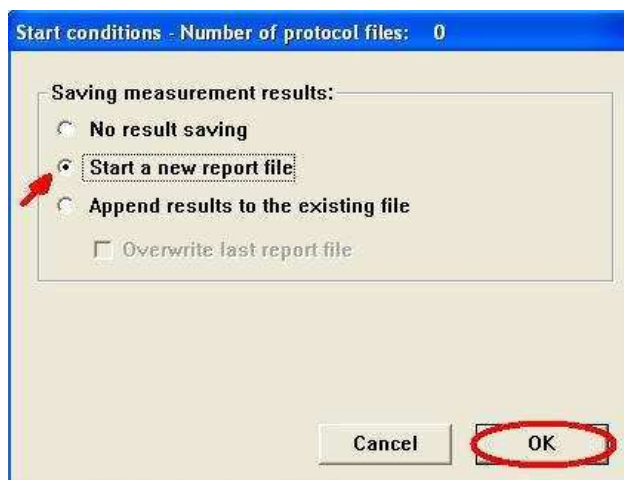 Start conditions - Number of protocol files: 0
Saving measurement results:
No result saving
Start a new report file
Append results to the existing file
Overwrite last report file
Cancel OK